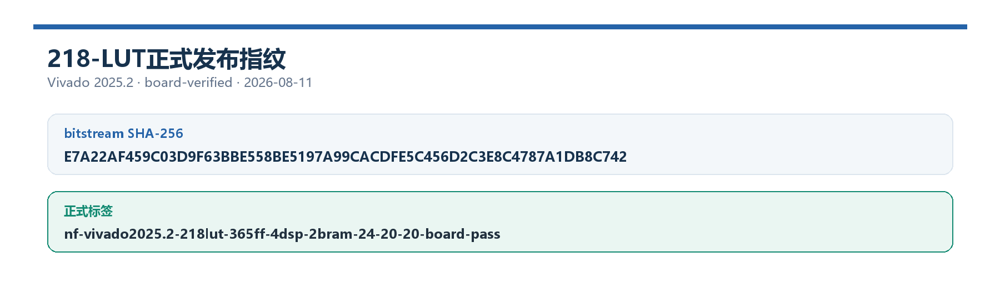 218-LUT正式发布指纹
Vivado 2025.2 · board-verified · 2026-08-11
bitstream SHA-256
E7A22AF459C03D9F63BBE558BE5197A99CACDFE5C456D2C3E8C4787A1DB8C742
正式标签
nf-vivado2025.2-218lut-365ff-4dsp-2bram-24-20-20-board-pass